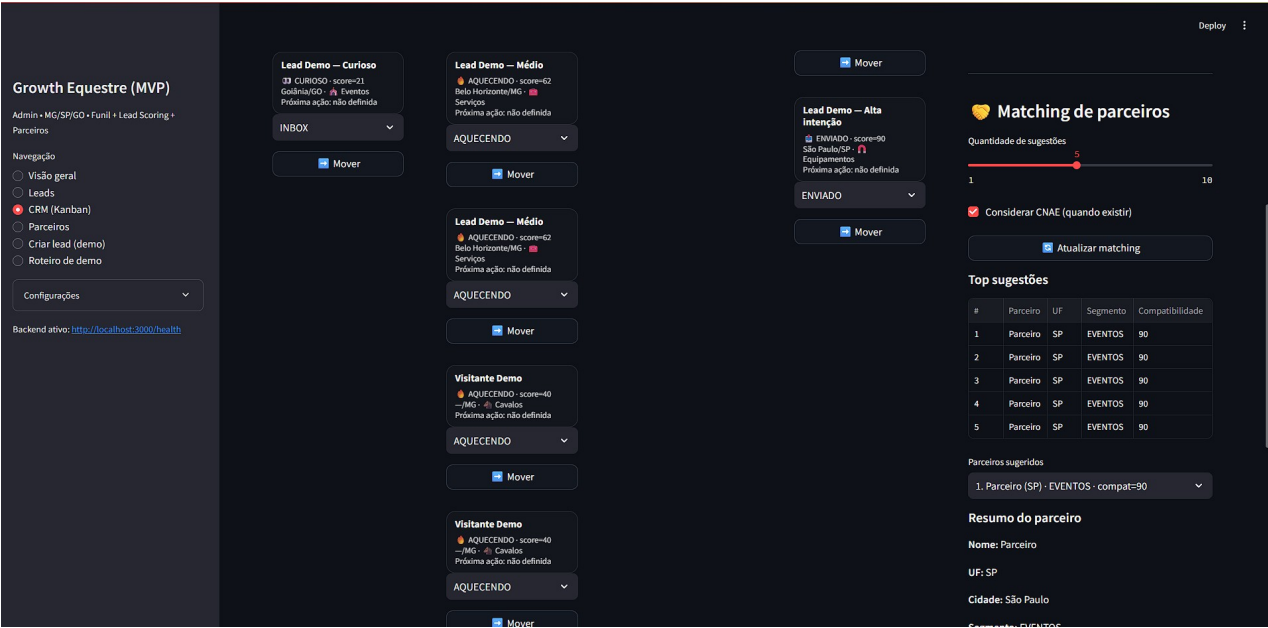 Deploy
Growth Equestre (MVP)
Admin • MG/SP/GO • Funil + Lead Scoring +
Parceiros
Navegação
Visão geral
Leads
CRM (Kanban)
Parceiros
Criar lead (demo)
Roteiro de demo
Configurações
Backend ativo: http://localhost:3000/health
Lead Demo — Curioso
CURIOSO · score=21
Goiânia/GO · Eventos
Próxima ação: não definida
INBOX
Mover
Lead Demo — Médio
AQUECENDO · score=62
Belo Horizonte/MG ·
Serviços
Próxima ação: não definida
AQUECENDO
Mover
Lead Demo — Médio
AQUECENDO · score=62
Belo Horizonte/MG ·
Serviços
Próxima ação: não definida
AQUECENDO
Mover
Visitante Demo
AQUECENDO · score=40
—/MG · Cavalos
Próxima ação: não definida
AQUECENDO
Mover
Visitante Demo
AQUECENDO · score=40
—/MG · Cavalos
Próxima ação: não definida
AQUECENDO
Mover
Mover
Lead Demo — Alta
intenção
ENVIADO · score=90
São Paulo/SP ·
Equipamentos
Próxima ação: não definida
ENVIADO
Mover
Matching de parceiros
Quantidade de sugestões
5
1 10
Considerar CNAE (quando existir)
Atualizar matching
Top sugestões
# Parceiro UF Segmento Compatibilidade
1 Parceiro SP EVENTOS 90
2 Parceiro SP EVENTOS 90
3 Parceiro SP EVENTOS 90
4 Parceiro SP EVENTOS 90
5 Parceiro SP EVENTOS 90
Parceiros sugeridos
1. Parceiro (SP) · EVENTOS · compat=90
Resumo do parceiro
Nome: Parceiro
UF: SP
Cidade: São Paulo
Segmento: EVENTOS